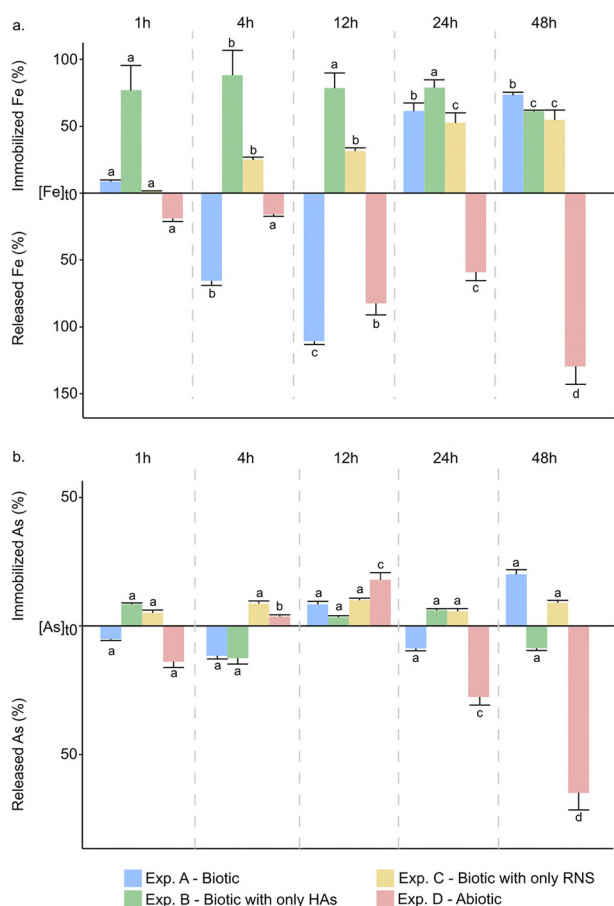 a.
1h 4h 12h 24h 48h
Immobilized Fe (%)
Released Fe (%)
100
50
[Fe]t0
50
100
150
a a a a
b b b a
a b c b
b a c c
b c c d
b.
1h 4h 12h 24h 48h
Immobilized As (%)
Released As (%)
50
[As]t0
50
a a a a
a a a b
a a a c
a a a c
a a a d
Exp. A - Biotic
Exp. B - Biotic with only HAs
Exp. C - Biotic with only RNS
Exp. D - Abiotic